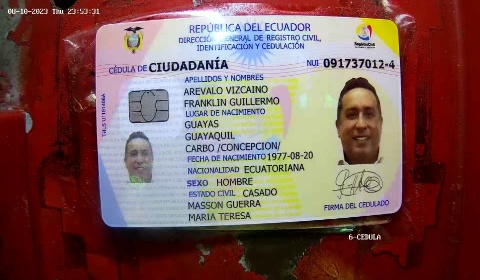 08-10-2023 Thu 23:53:31
REPÚBLICA DEL ECUADOR
DIRECCIÓN GENERAL DE REGISTRO CIVIL,
IDENTIFICACIÓN Y CEDULACIÓN
CÉDULA DE CIUDADANÍA
NUI 091737012-4
APELLIDOS Y NOMBRES
AREVALO VIZCAINO
FRANKLIN GUILLERMO
LUGAR DE NACIMIENTO
GUAYAS
GUAYAQUIL
CARBO /CONCEPCION/
FECHA DE NACIMIENTO 1977-08-20
NACIONALIDAD ECUATORIANA
SEXO HOMBRE
ESTADO CIVIL CASADO
MASSON GUERRA
MARIA TERESA
FIRMA DEL CEDULADO
6-CEDULA